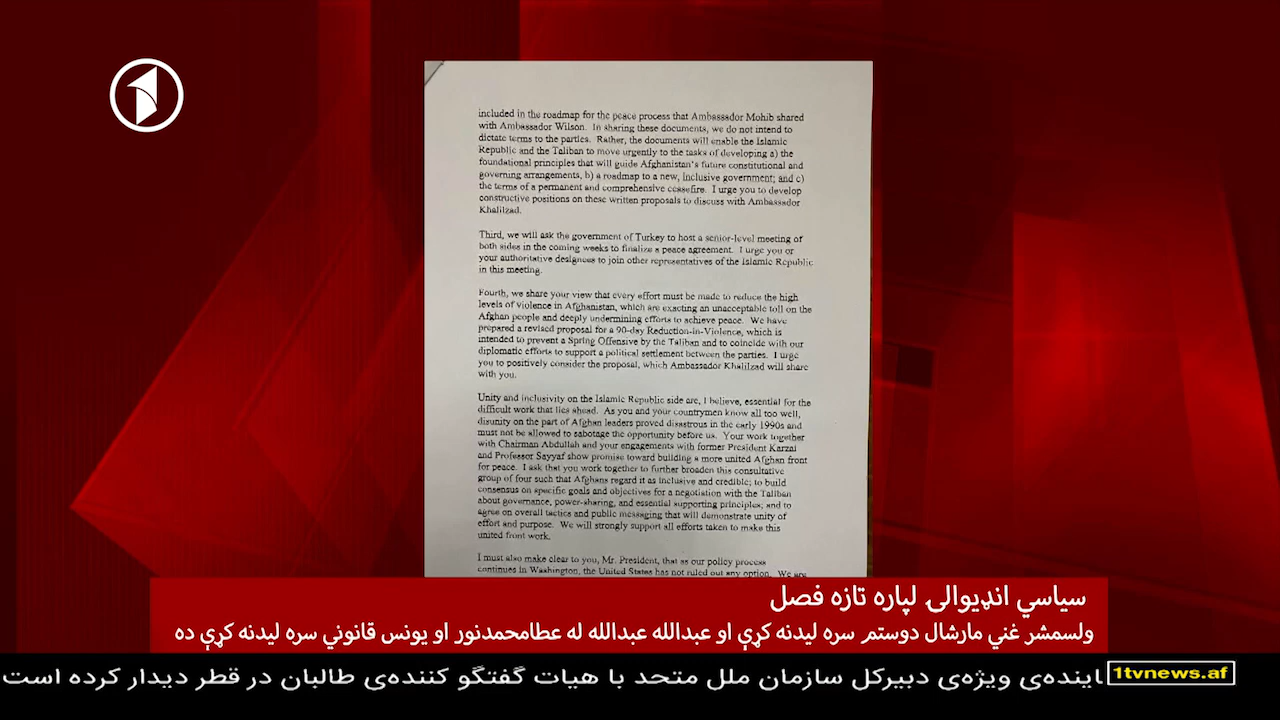 included in the roadmap for the peace process that Ambassador Mohib shared
with Ambassador Wilson. In sharing these documents, we do not intend to
dictate terms to the parties. Rather, the documents will enable the Islamic
Republic and the Taliban to move urgently to the tasks of developing a) the
foundational principles that will guide Afghanistan's future constitutional and
governing arrangements, b) a roadmap to a new, inclusive government; and c)
the terms of a permanent and comprehensive ceasefire. I urge you to develop
constructive positions on these written proposals to discuss with Ambassador
Khalilzad.
Third, we will ask the government of Turkey to host a senior-level meeting of
both sides in the coming weeks to finalize a peace agreement. I urge you or
your authoritative designees to join other representatives of the Islamic Republic
in this meeting.
Fourth, we share your view that every effort must be made to reduce the high
levels of violence in Afghanistan, which are exacting an unacceptable toll on the
Afghan people and deeply undermining efforts to achieve peace. We have
prepared a revised proposal for a 90-day Reduction-in-Violence, which is
intended to prevent a Spring Offensive by the Taliban and to coincide with our
diplomatic efforts to support a political settlement between the parties. I urge
you to positively consider the proposal, which Ambassador Khalilzad will share
with you.
Unity and inclusivity on the Islamic Republic side are, I believe, essential for the
difficult work that lies ahead. As you and your countrymen know all too well,
disunity on the part of Afghan leaders proved disastrous in the early 1990s and
must not be allowed to sabotage the opportunity before us. Your work together
with Chairman Abdullah and your engagements with former President Karzai
and Professor Sayyaf show promise toward building a more united Afghan front
for peace. I ask that you work together to further broaden this consultative
group of four such that Afghans regard it as inclusive and credible; to build
consensus on specific goals and objectives for a negotiation with the Taliban
about governance, power-sharing, and essential supporting principles; and to
agree on overall tactics and public messaging that will demonstrate unity of
effort and purpose. We will strongly support all efforts taken to make this
united front work.
I must also make clear to you, Mr. President, that as our policy process
continues in Washington, the United States has not ruled out any option. We are
سياسي انډيوالۍ لپاره تازه فصل
ولسمشر غني مارشال دوستم سره ليدنه کړې او عبدالله عبدالله له عطامحمدنور او يونس قانوني سره ليدنه کړې ده
1tvnews.af
اینده‌ی ویژه‌ی دبیرکل سازمان ملل متحد با هیات گفتگو کننده‌ی طالبان در قطر دیدار کرده است